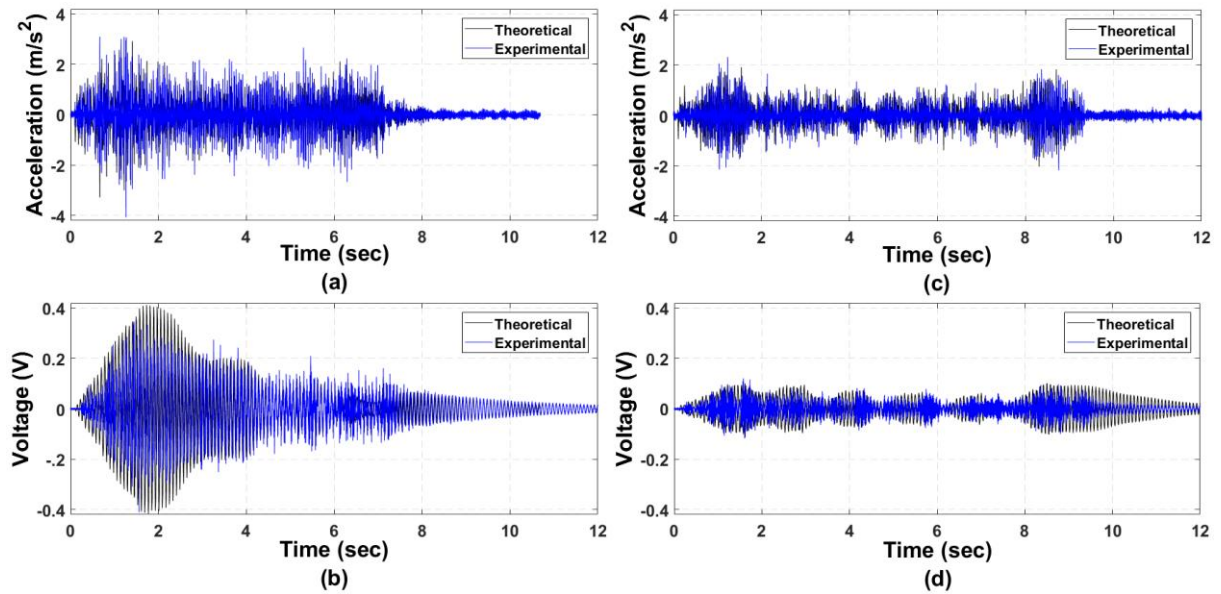 4
2
0
-2
-4
Acceleration (m/s²)
Theoretical
Experimental
0 2 4 6 8 10 12
Time (sec)
(a)
4
2
0
-2
-4
Acceleration (m/s²)
Theoretical
Experimental
0 2 4 6 8 10 12
Time (sec)
(c)
0.4
0.2
0
-.2
-0.4
Voltage (V)
Theoretical
Experimental
0 2 4 6 8 10 12
Time (sec)
(b)
0.4
0.2
0
-.2
-0.4
Voltage (V)
Theoretical
Experimental
0 2 4 6 8 10 12
Time (sec)
(d)